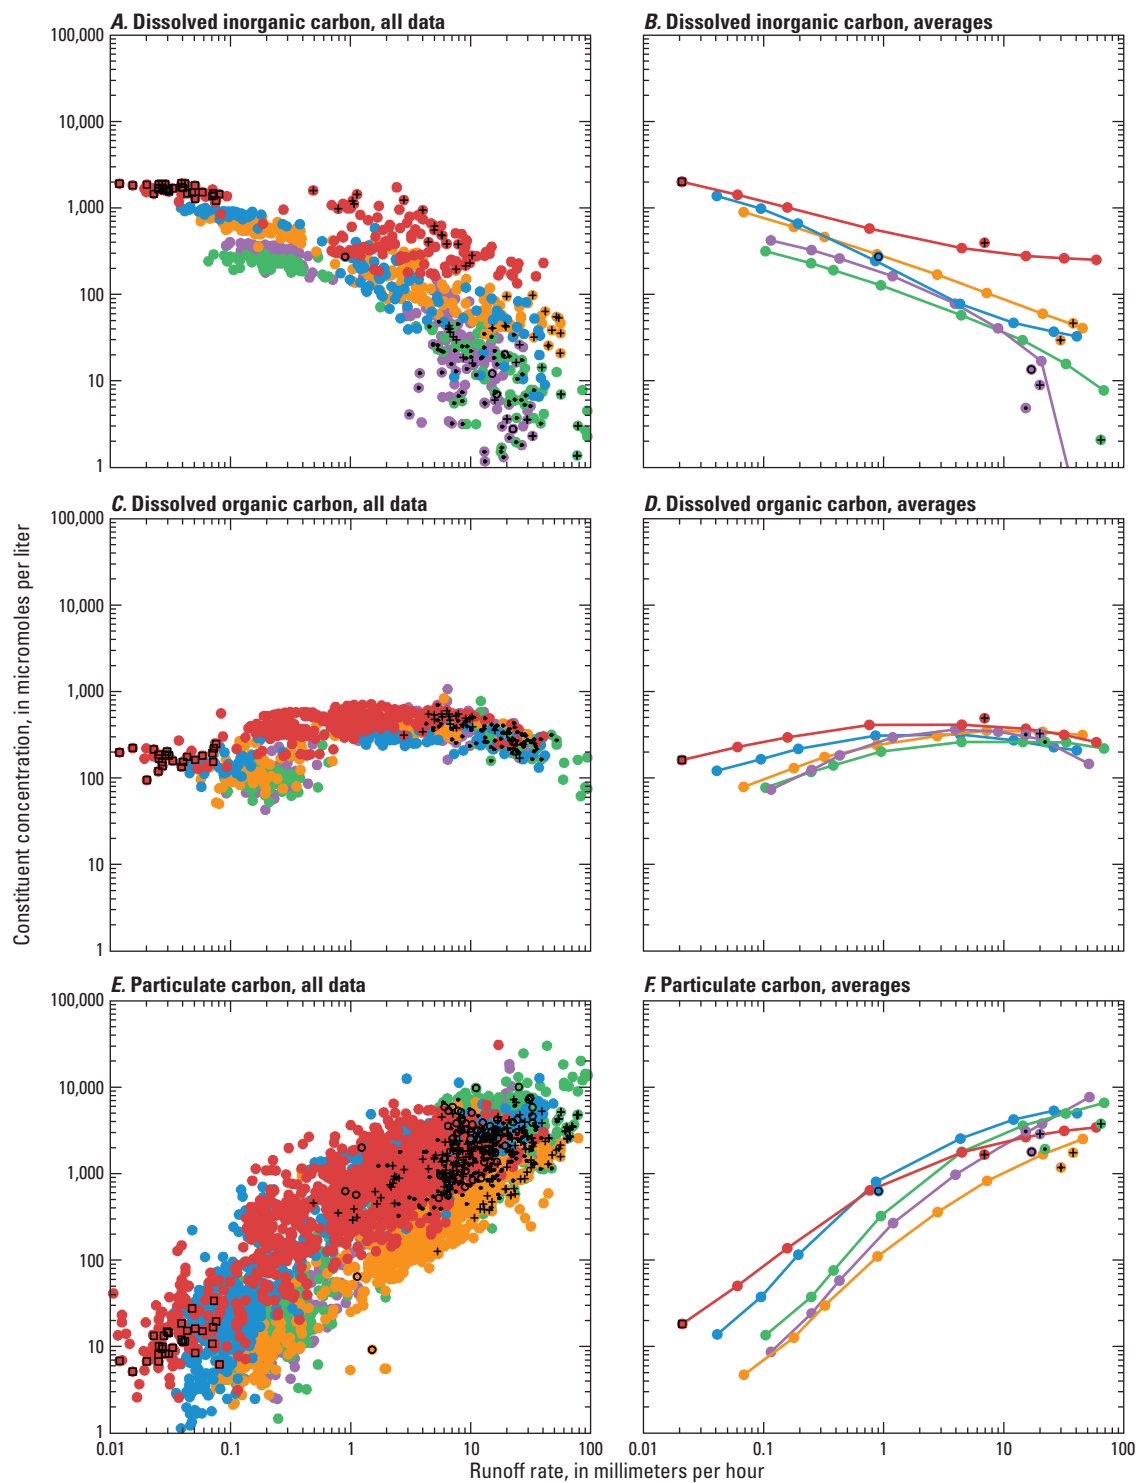 A. Dissolved inorganic carbon, all data
B. Dissolved inorganic carbon, averages
100,000
10,000
1,000
100
10
1
C. Dissolved organic carbon, all data
D. Dissolved organic carbon, averages
100,000
10,000
1,000
100
10
1
Constituent concentration, in micromoles per liter
E. Particulate carbon, all data
F. Particulate carbon, averages
100,000
10,000
1,000
100
10
1
0.01 0.1 1 10 100
0.01 0.1 1 10 100
Runoff rate, in millimeters per hour